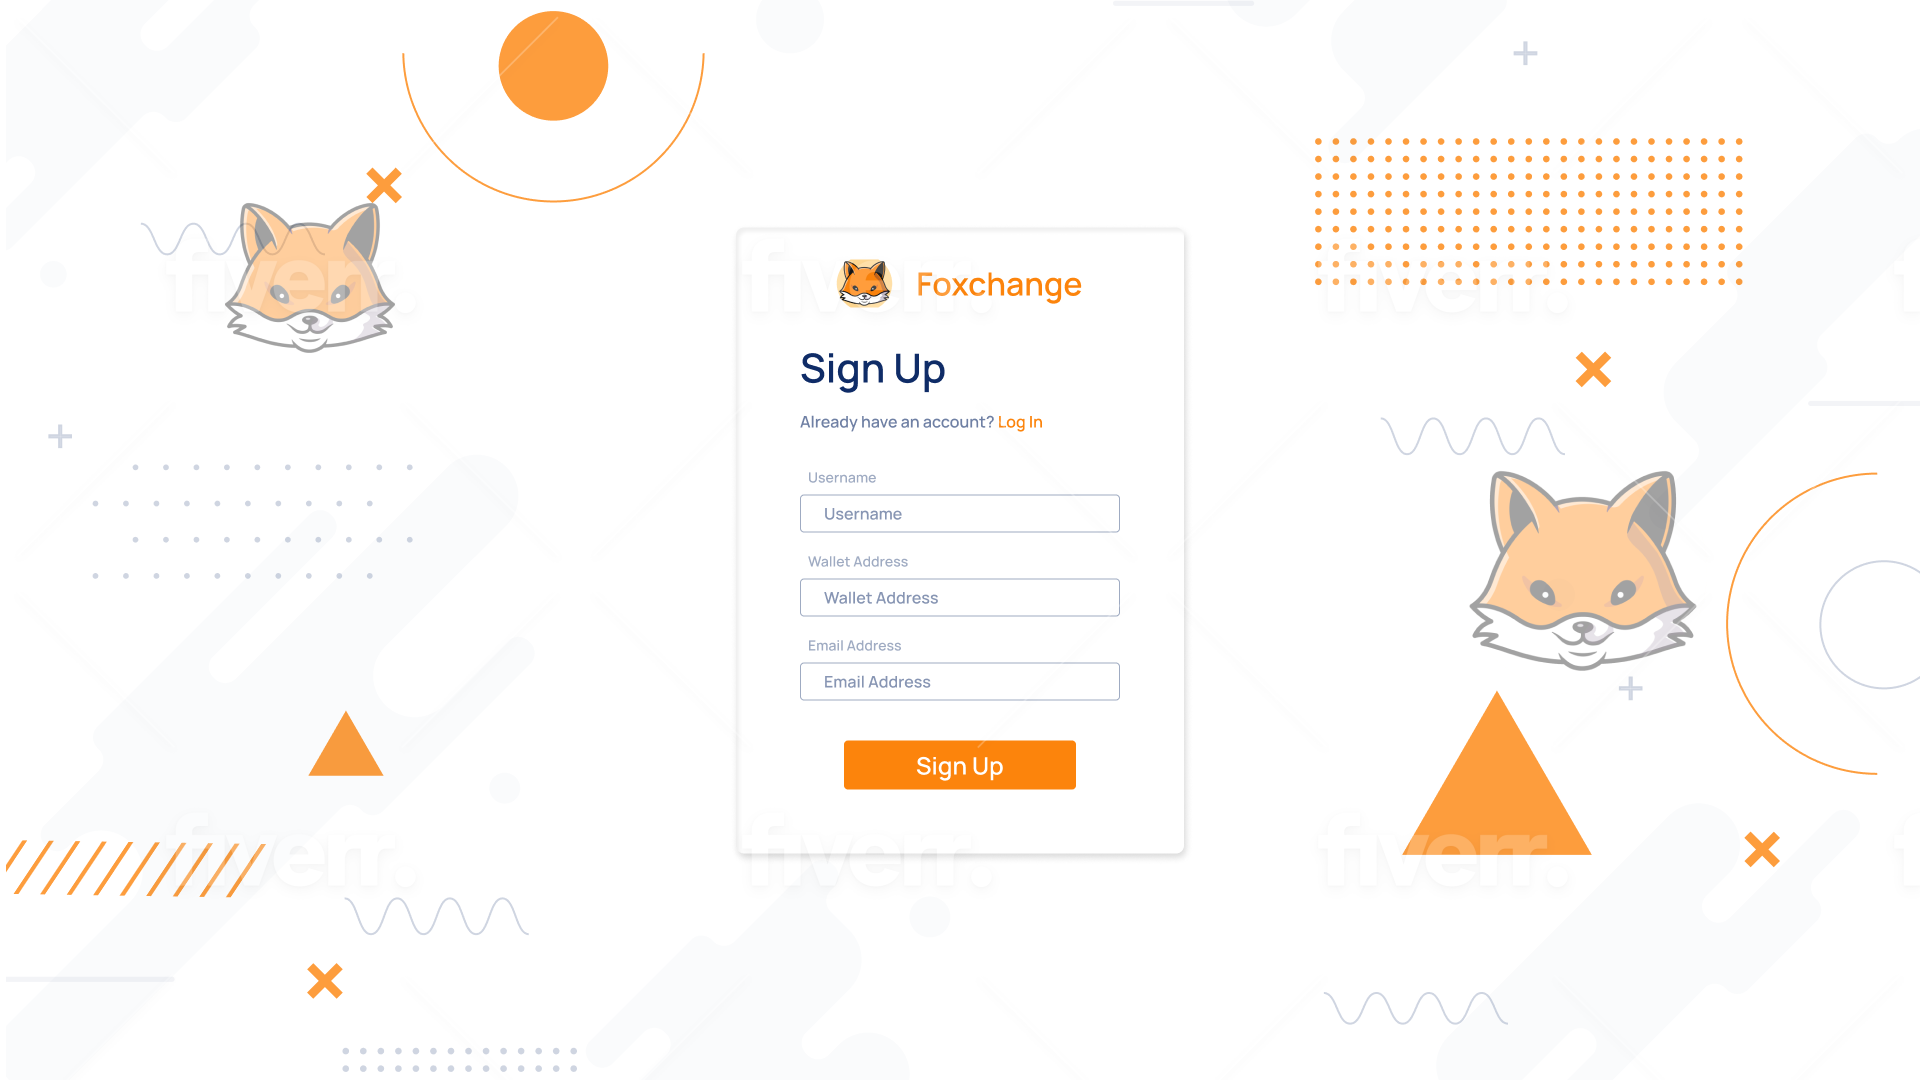 fiverr.
fiverr.
fiverr.
Foxchange
Sign Up
Already have an account? Log In
Username
Username
Wallet Address
Wallet Address
Email Address
Email Address
Sign Up
fiverr.
fiverr.
fiverr.